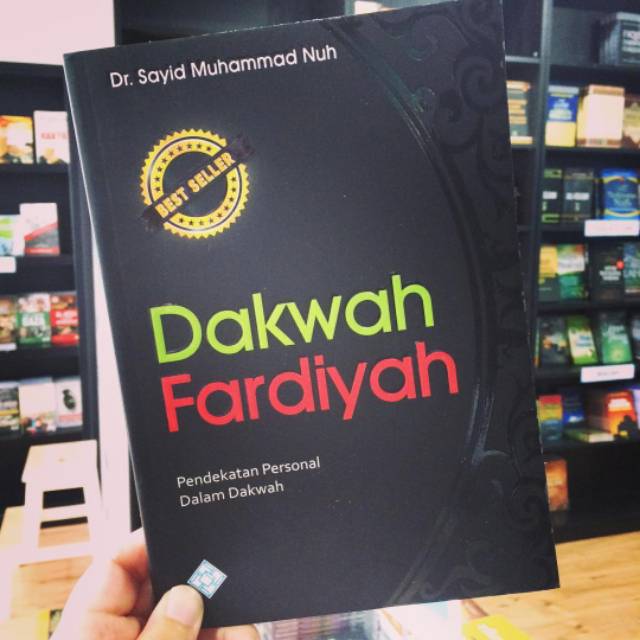 Dr. Sayid Muhammad Nuh
BEST SELLER
Dakwah
Fardiyah
Pendekatan Personal
Dalam Dakwah